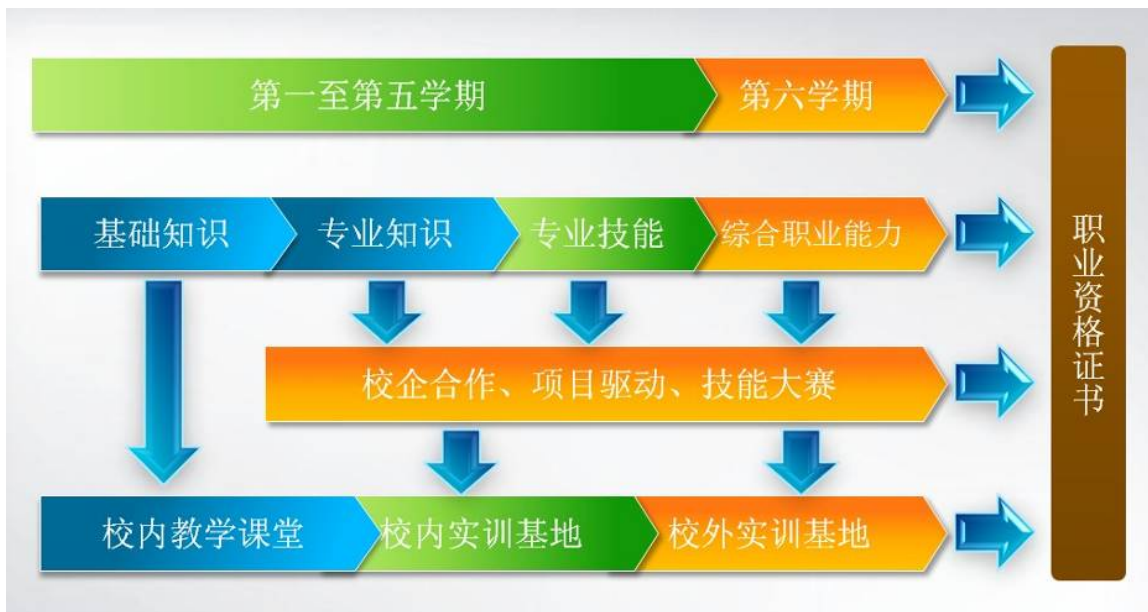 第一至第五学期
第六学期
基础知识
专业知识
专业技能
综合职业能力
校企合作、项目驱动、技能大赛
校内教学课堂
校内实训基地
校外实训基地
职业资格证书